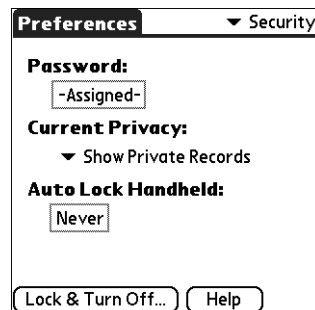 Preferences
Security
Password:
-Assigned-
Current Privacy:
Show Private Records
Auto Lock Handheld:
Never
Lock & Turn Off...
Help